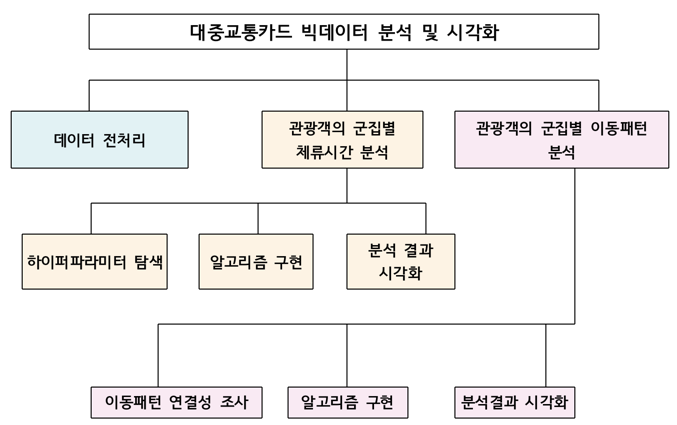 대중교통카드 빅데이터 분석 및 시각화
데이터 전처리
관광객의 군집별
체류시간 분석
관광객의 군집별 이동패턴
분석
하이퍼파라미터 탐색
알고리즘 구현
분석 결과
시각화
이동패턴 연결성 조사
알고리즘 구현
분석결과 시각화